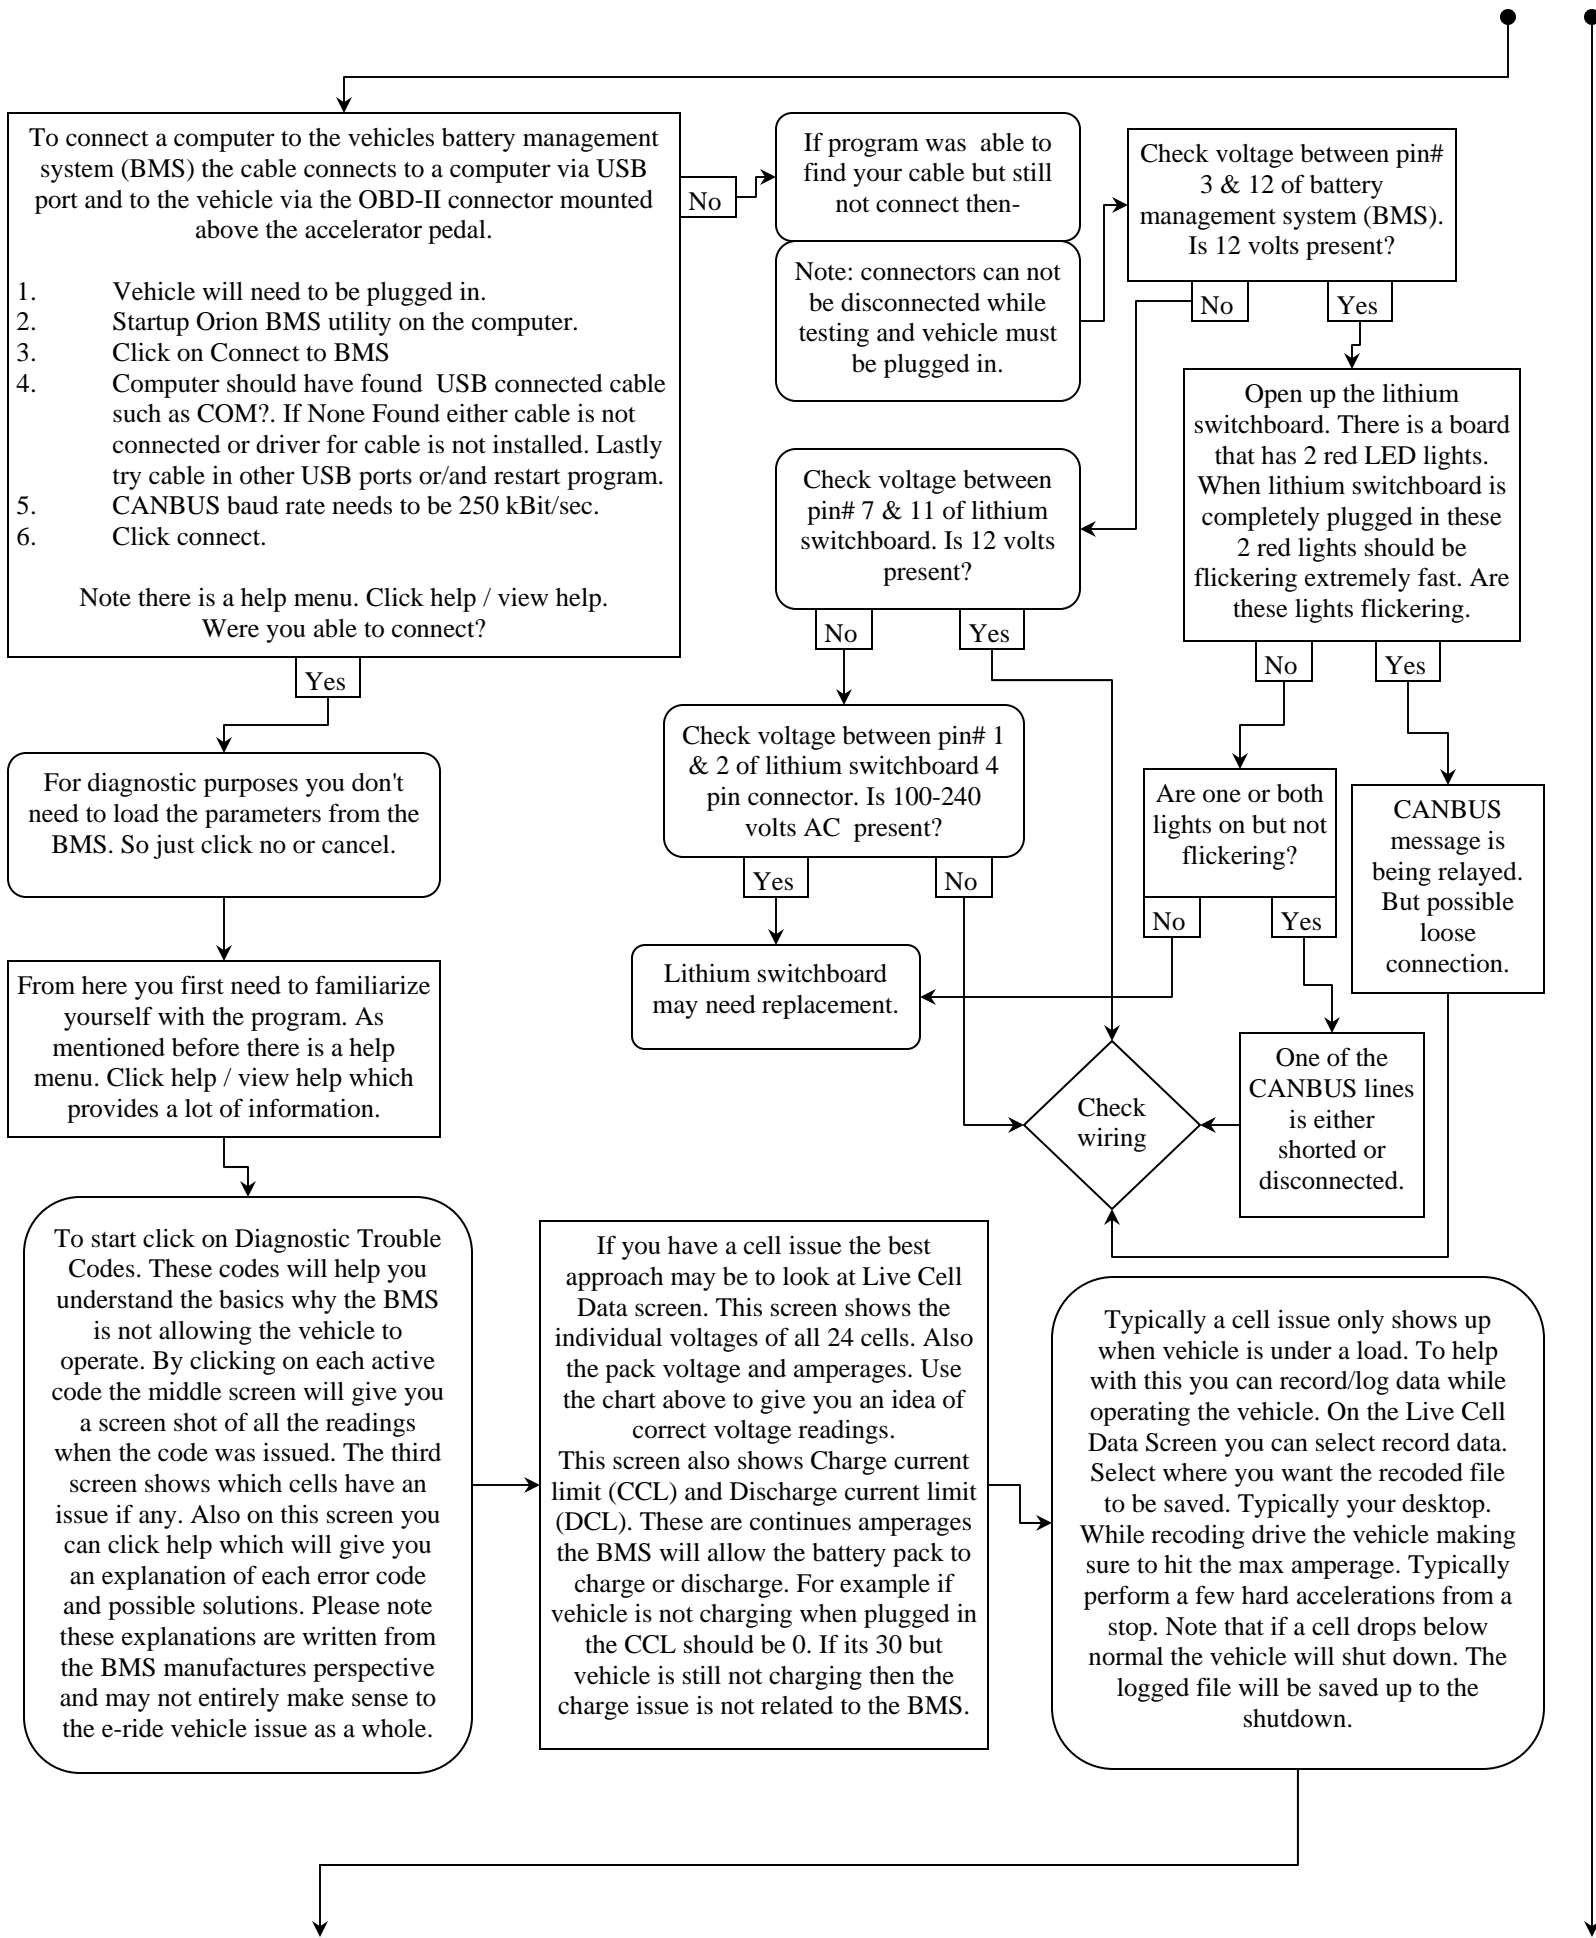 To connect a computer to the vehicles battery management
system (BMS) the cable connects to a computer via USB
port and to the vehicle via the OBD-II connector mounted
above the accelerator pedal.
1. Vehicle will need to be plugged in.
2. Startup Orion BMS utility on the computer.
3. Click on Connect to BMS
4. Computer should have found  USB connected cable
such as COM?. If None Found either cable is not
connected or driver for cable is not installed. Lastly
try cable in other USB ports or/and restart program.
5. CANBUS baud rate needs to be 250 kBit/sec.
6. Click connect.
Note there is a help menu. Click help / view help.
Were you able to connect?
No
Yes
If program was  able to
find your cable but still
not connect then-
Note: connectors can not
be disconnected while
testing and vehicle must
be plugged in.
Check voltage between pin#
3 & 12 of battery
management system (BMS).
Is 12 volts present?
No
Yes
Open up the lithium
switchboard. There is a board
that has 2 red LED lights.
When lithium switchboard is
completely plugged in these
2 red lights should be
flickering extremely fast. Are
these lights flickering.
No
Yes
Check voltage between
pin# 7 & 11 of lithium
switchboard. Is 12 volts
present?
No
Yes
Check voltage between pin# 1
& 2 of lithium switchboard 4
pin connector. Is 100-240
volts AC  present?
Yes
No
Lithium switchboard
may need replacement.
Are one or both
lights on but not
flickering?
No
Yes
CANBUS
message is
being relayed.
But possible
loose
connection.
One of the
CANBUS lines
is either
shorted or
disconnected.
Check
wiring
For diagnostic purposes you don't
need to load the parameters from the
BMS. So just click no or cancel.
From here you first need to familiarize
yourself with the program. As
mentioned before there is a help
menu. Click help / view help which
provides a lot of information.
To start click on Diagnostic Trouble
Codes. These codes will help you
understand the basics why the BMS
is not allowing the vehicle to
operate. By clicking on each active
code the middle screen will give you
a screen shot of all the readings
when the code was issued. The third
screen shows which cells have an
issue if any. Also on this screen you
can click help which will give you
an explanation of each error code
and possible solutions. Please note
these explanations are written from
the BMS manufactures perspective
and may not entirely make sense to
the e-ride vehicle issue as a whole.
If you have a cell issue the best
approach may be to look at Live Cell
Data screen. This screen shows the
individual voltages of all 24 cells. Also
the pack voltage and amperages. Use
the chart above to give you an idea of
correct voltage readings.
This screen also shows Charge current
limit (CCL) and Discharge current limit
(DCL). These are continues amperages
the BMS will allow the battery pack to
charge or discharge. For example if
vehicle is not charging when plugged in
the CCL should be 0. If its 30 but
vehicle is still not charging then the
charge issue is not related to the BMS.
Typically a cell issue only shows up
when vehicle is under a load. To help
with this you can record/log data while
operating the vehicle. On the Live Cell
Data Screen you can select record data.
Select where you want the recoded file
to be saved. Typically your desktop.
While recoding drive the vehicle making
sure to hit the max amperage. Typically
perform a few hard accelerations from a
stop. Note that if a cell drops below
normal the vehicle will shut down. The
logged file will be saved up to the
shutdown.